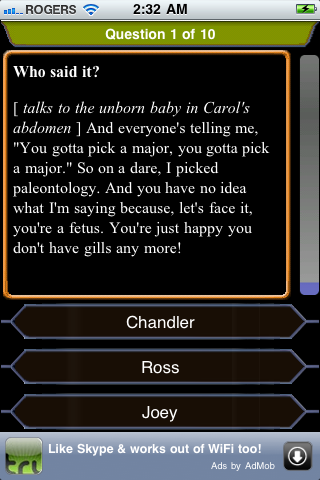 ROGERS 2:32 AM
Question 1 of 10
Who said it?
[ talks to the unborn baby in Carol's
abdomen ] And everyone's telling me,
"You gotta pick a major, you gotta pick
a major." So on a dare, I picked
paleontology. And you have no idea
what I'm saying because, let's face it,
you're a fetus. You're just happy you
don't have gills any more!
Chandler
Ross
Joey
Like Skype & works out of WiFi too!
Ads by AdMob